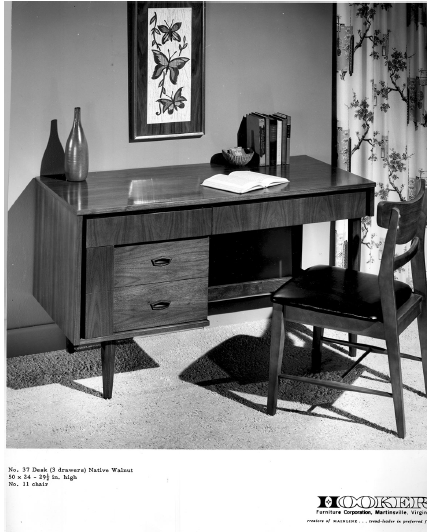 No. 37 Desk (3 drawers) Native Walnut
50 x 24 - 29½ in. high
No. 11 chair
HOOKER
Furniture Corporation, Martinsville, Virgin
creators of MAINLINE . . . trend-leader in preferred